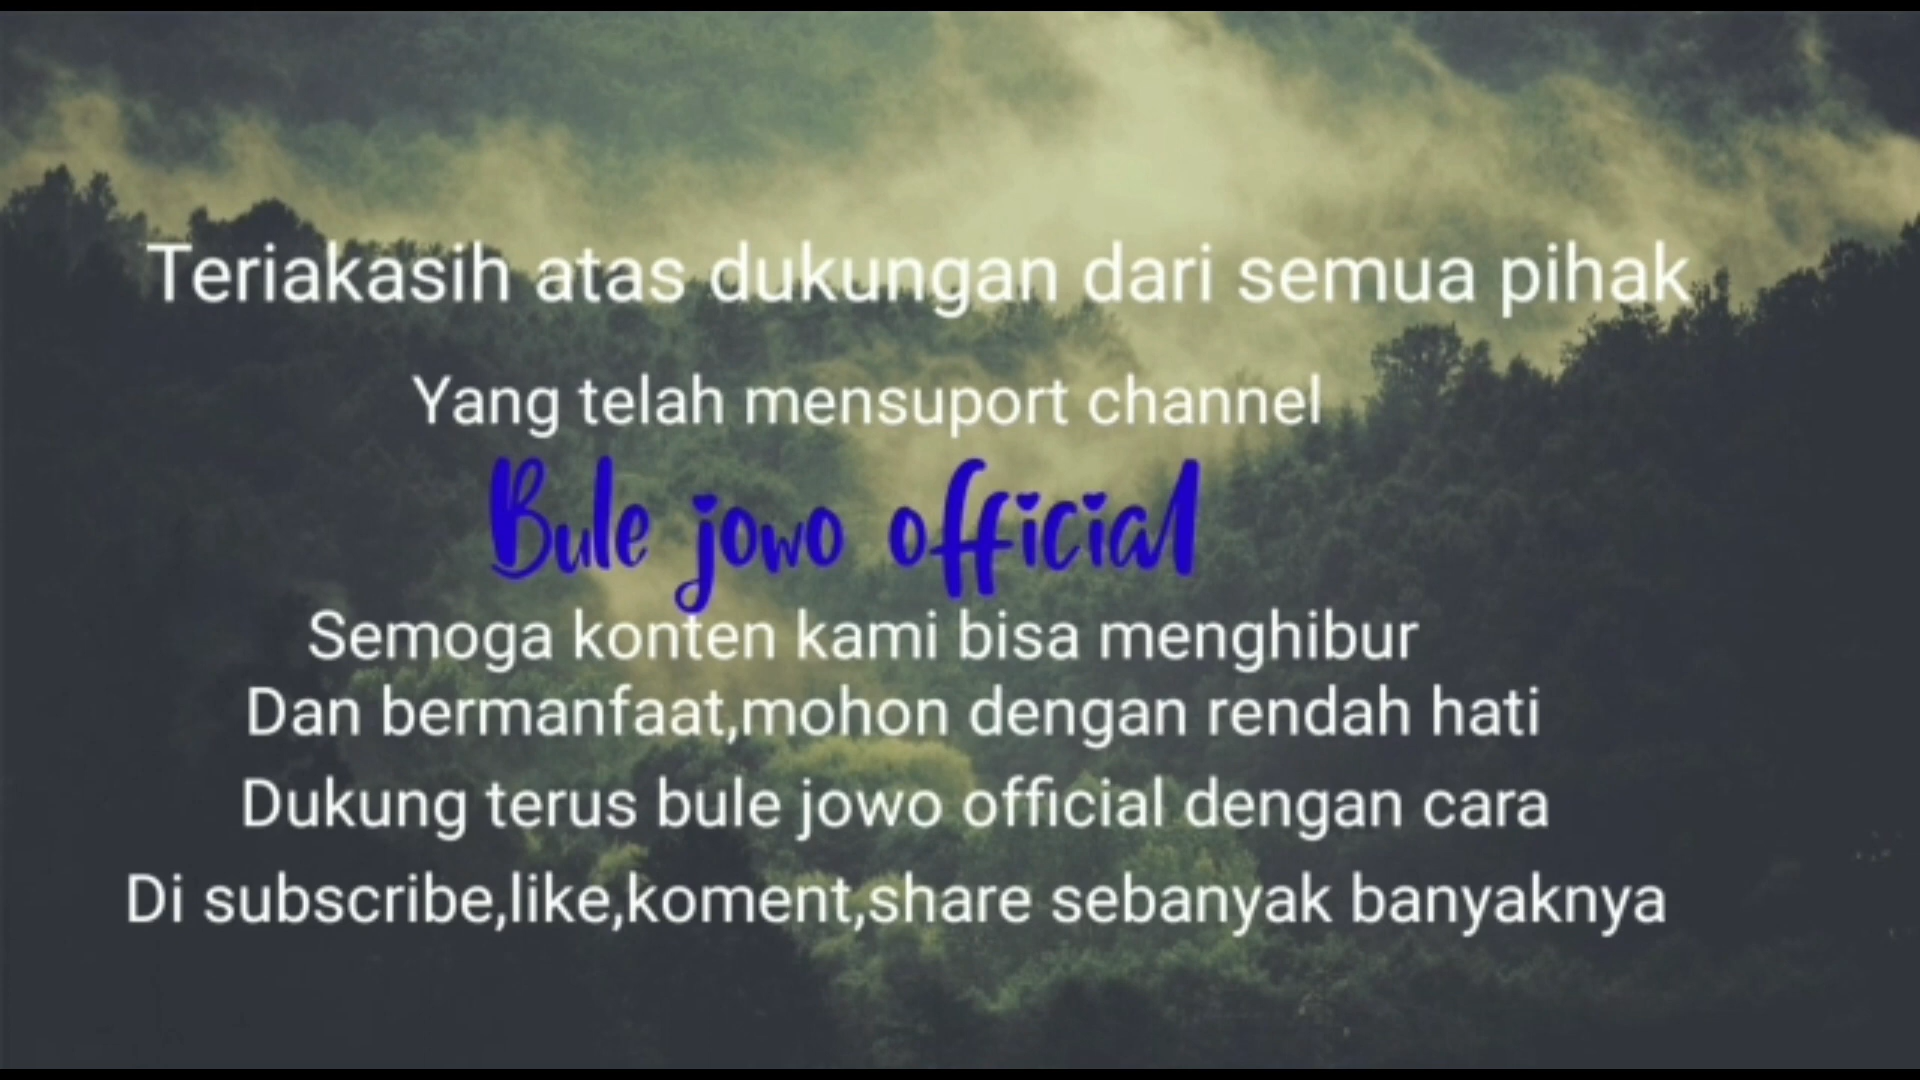 Teriakasih atas dukungan dari semua pihak
Yang telah mensuport channel
Bule jowo official
Semoga konten kami bisa menghibur
Dan bermanfaat,mohon dengan rendah hati
Dukung terus bule jowo official dengan cara
Di subscribe,like,koment,share sebanyak banyaknya